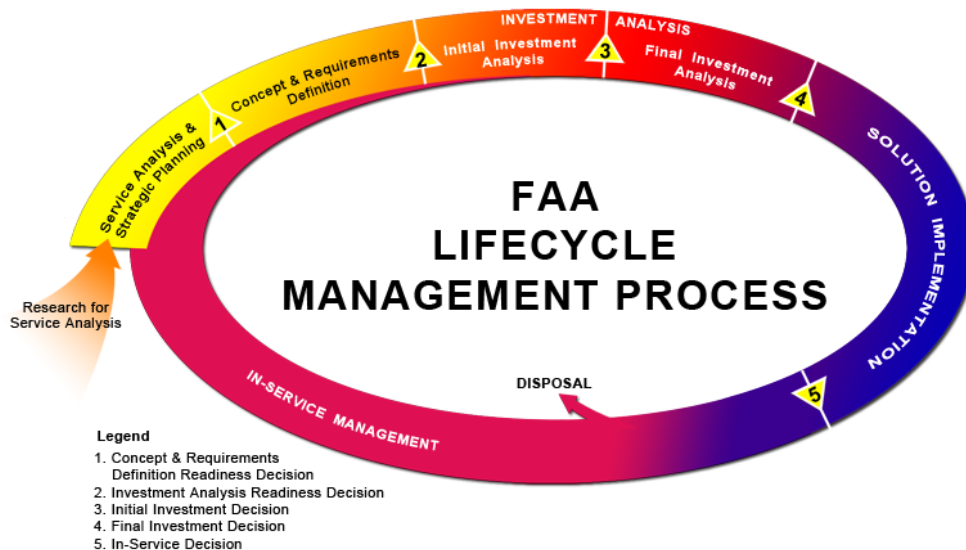 INVESTMENT ANALYSIS
2
Initial Investment
Analysis
3
Final Investment
Analysis
4
Concept & Requirements
Definition
1
Service Analysis &
Strategic Planning
SOLUTION IMPLEMENTATION
FAA
LIFECYCLE
MANAGEMENT PROCESS
Research for
Service Analysis
DISPOSAL
5
IN-SERVICE MANAGEMENT
Legend
1. Concept & Requirements
Definition Readiness Decision
2. Investment Analysis Readiness Decision
3. Initial Investment Decision
4. Final Investment Decision
5. In-Service Decision